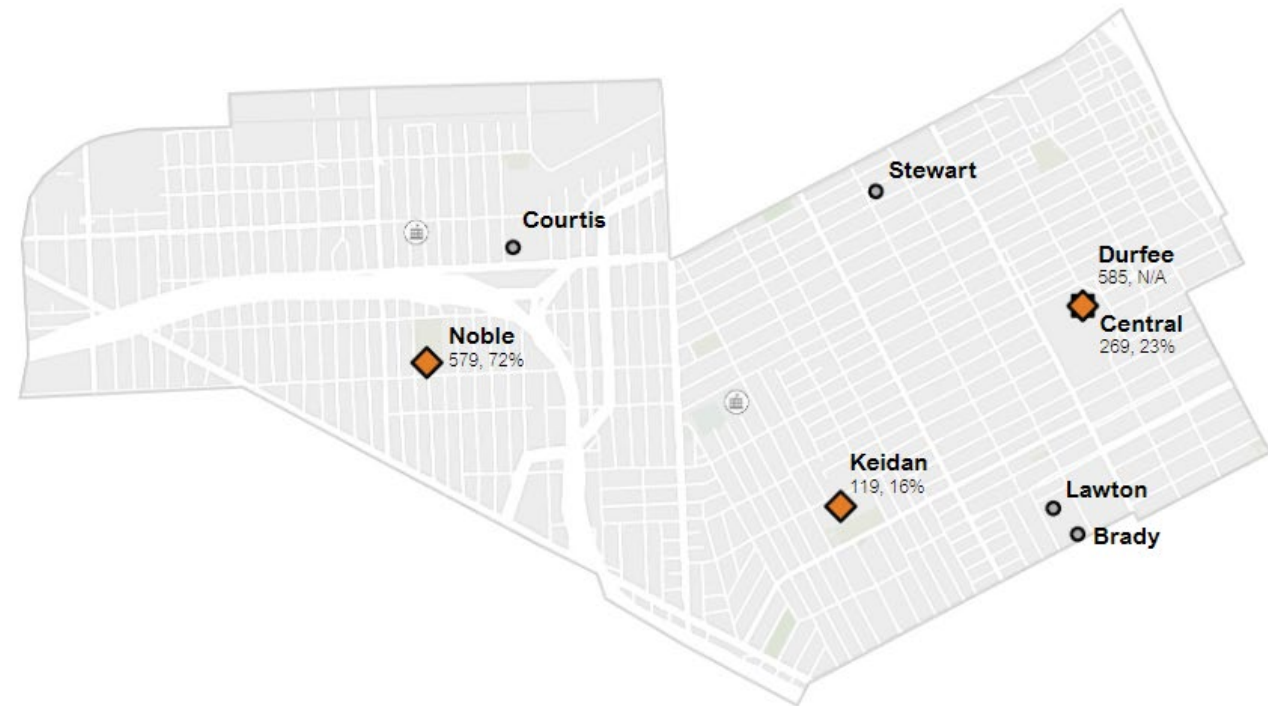 Stewart
Courtis
Durfee
585, N/A
Central
269, 23%
Noble
579, 72%
Keidan
119, 16%
Lawton
Brady